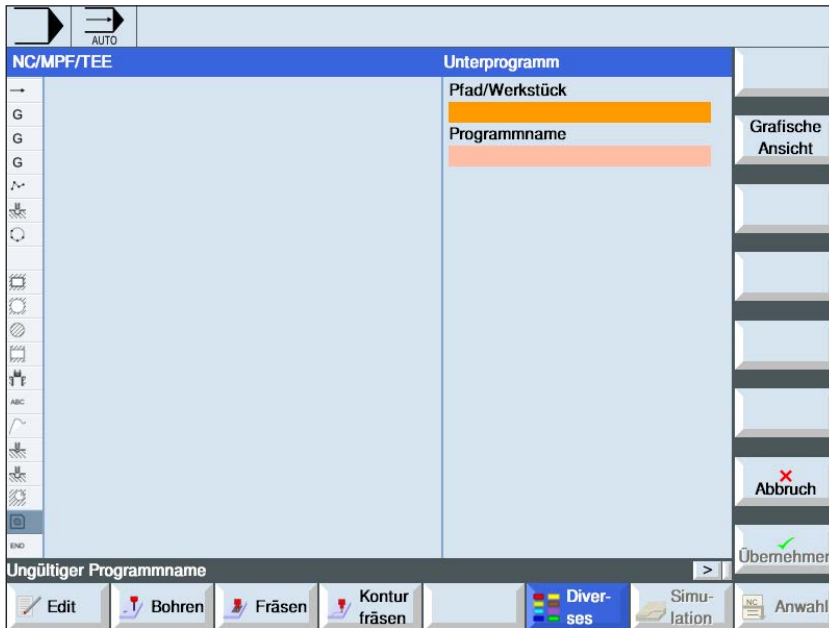 AUTO
NC/MPF/TEE
Unterprogramm
Pfad/Werkstück
Programmname
Grafische
Ansicht
G
G
G
ABC
END
Abbruch
Übernehmen
Ungültiger Programmname
>
Edit
Bohren
Fräsen
Kontur
fräsen
Diver-
ses
Simu-
lation
NC
Anwahl